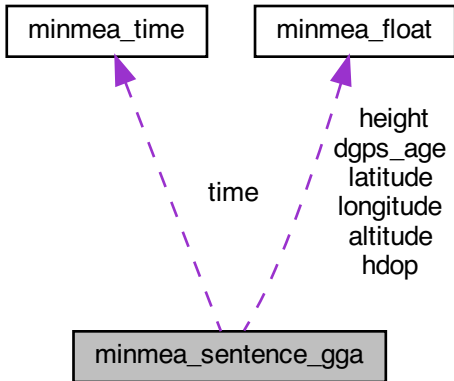 minmea_time
minmea_float
height
dgps_age
latitude
longitude
altitude
hdop
time
minmea_sentence_gga